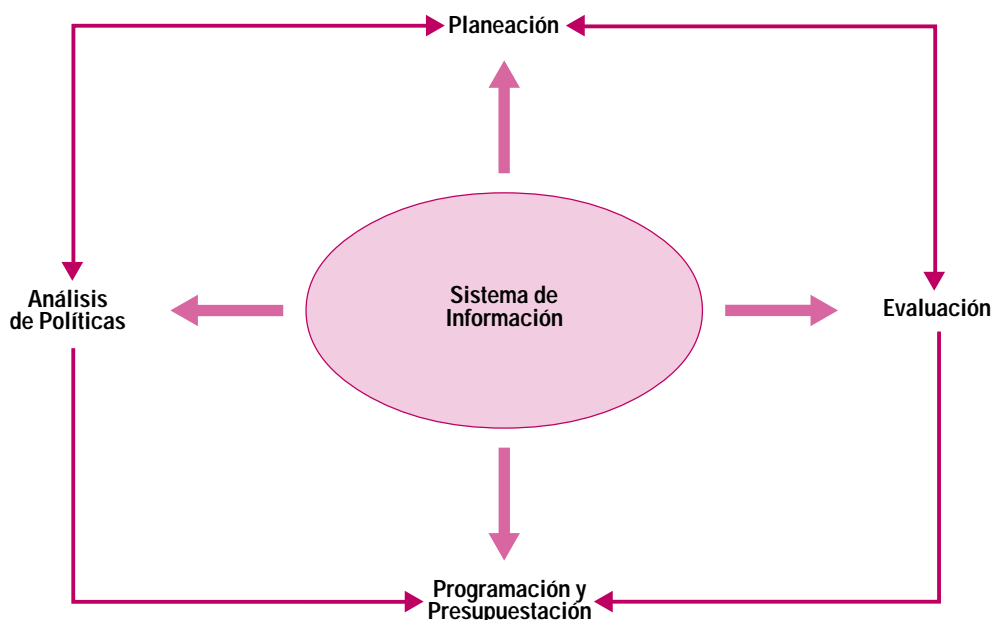 Planeación
Análisis
de Políticas
Sistema de
Información
Evaluación
Programación y
Presupuestación